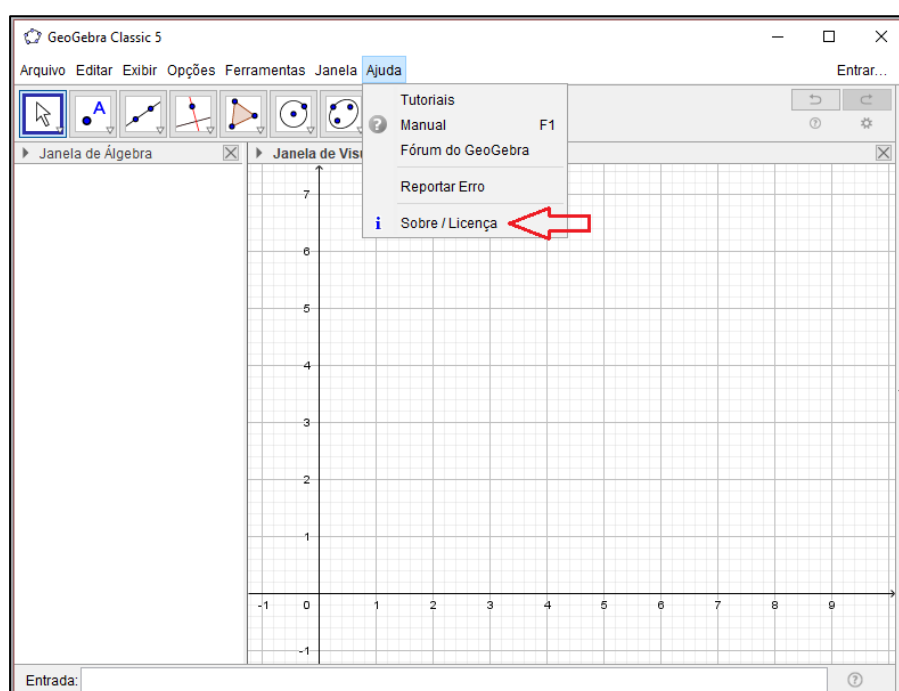 GeoGebra Classic 5
Arquivo Editar Exibir Opções Ferramentas Janela Ajuda Entrar...
A
Tutoriais
Manual F1
Fórum do GeoGebra
Reportar Erro
i Sobre / Licença
Janela de Álgebra
Janela de Vis
7
6
5
4
3
2
1
-1 0 1 2 3 4 5 6 7 8 9
-1
Entrada: